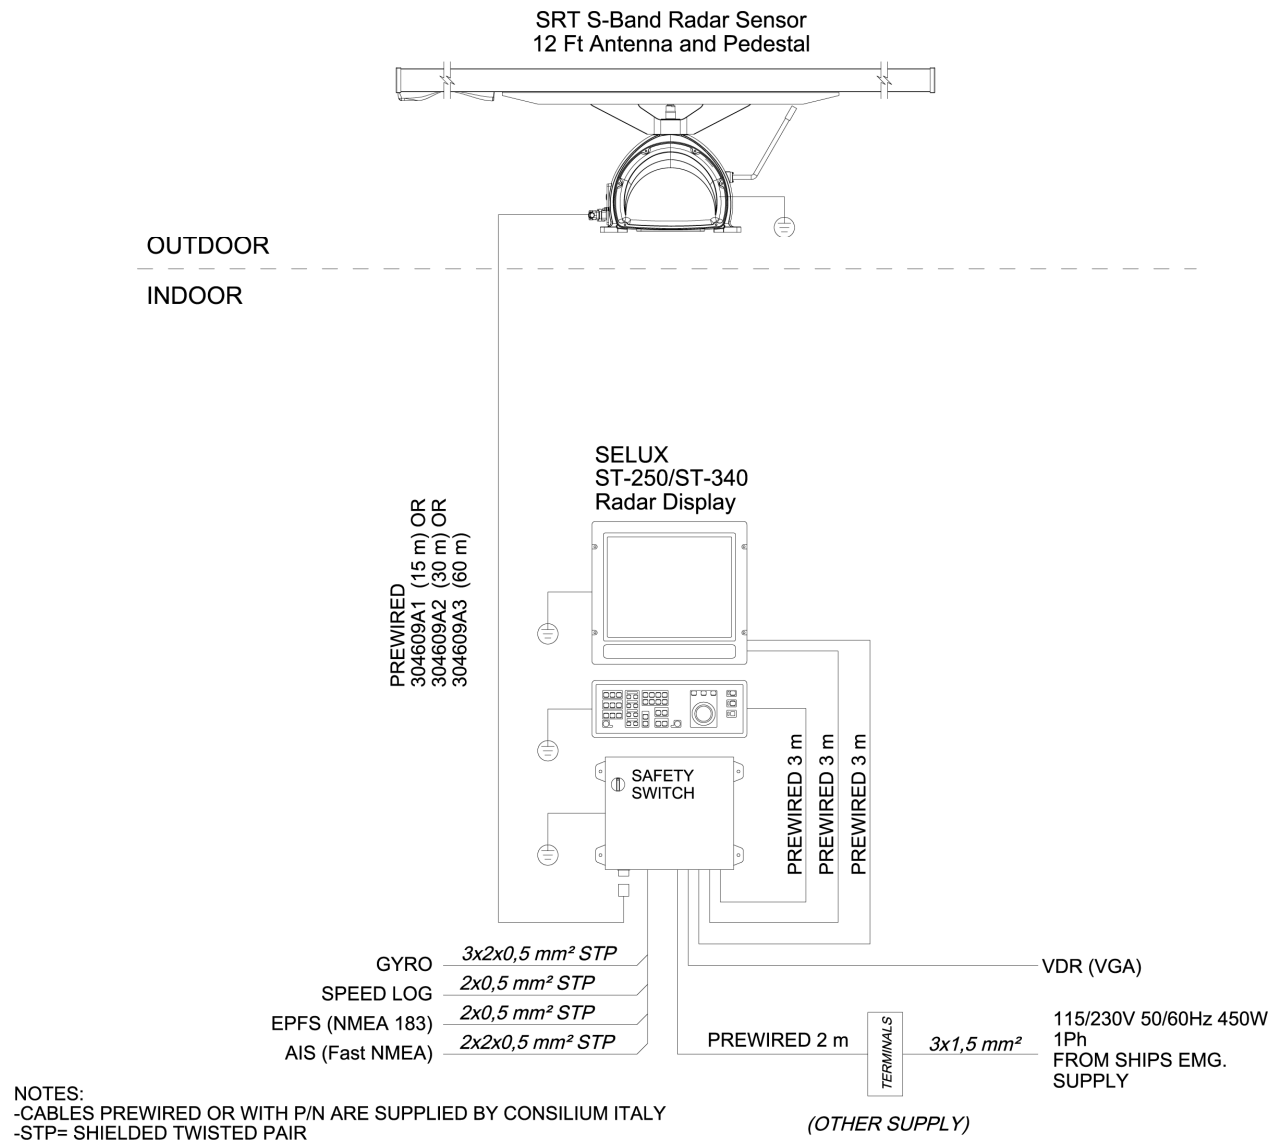 SRT S-Band Radar Sensor
12 Ft Antenna and Pedestal
OUTDOOR
INDOOR
SELUX
ST-250/ST-340
Radar Display
PREWIRED
304609A1 (15 m) OR
304609A2 (30 m) OR
304609A3 (60 m)
SAFETY
SWITCH
PREWIRED 3 m
PREWIRED 3 m
PREWIRED 3 m
GYRO
3x2x0,5 mm² STP
SPEED LOG
2x0,5 mm² STP
EPFS (NMEA 183)
2x0,5 mm² STP
AIS (Fast NMEA)
2x2x0,5 mm² STP
VDR (VGA)
PREWIRED 2 m
TERMINALS
3x1,5 mm²
115/230V 50/60Hz 450W
1Ph
FROM SHIPS EMG.
SUPPLY
(OTHER SUPPLY)
NOTES:
-CABLES PREWIRED OR WITH P/N ARE SUPPLIED BY CONSILIUM ITALY
-STP= SHIELDED TWISTED PAIR